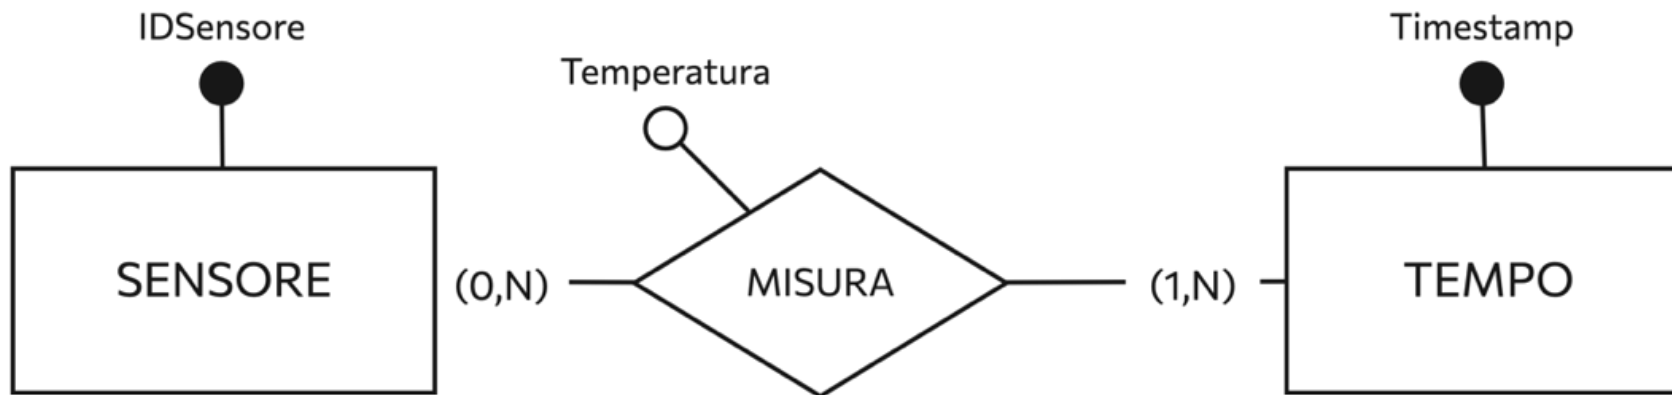 IDSensore
Timestamp
Temperatura
SENSORE
(0,N)
MISURA
(1,N)
TEMPO